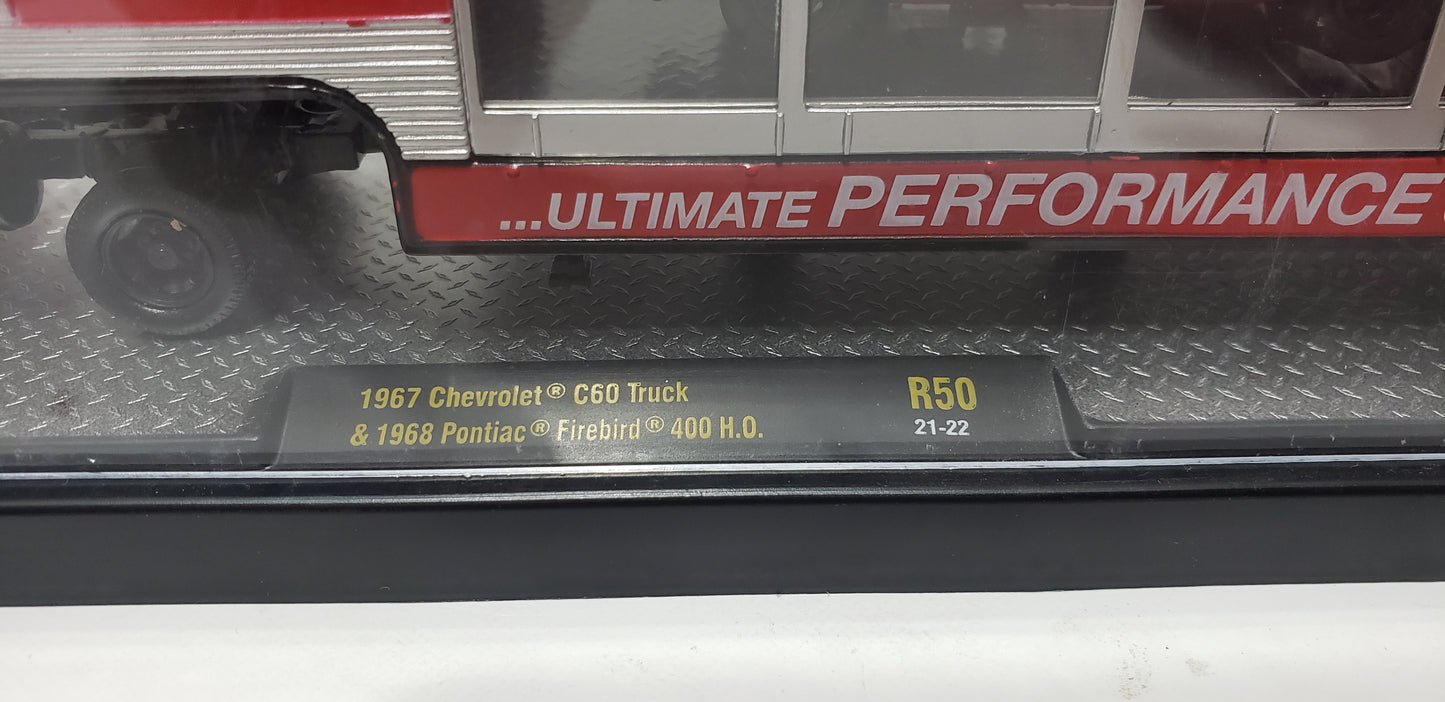 ...ULTIMATE PERFORMANCE
1967 Chevrolet® C60 Truck
& 1968 Pontiac® Firebird® 400 H.O.
R50
21-22